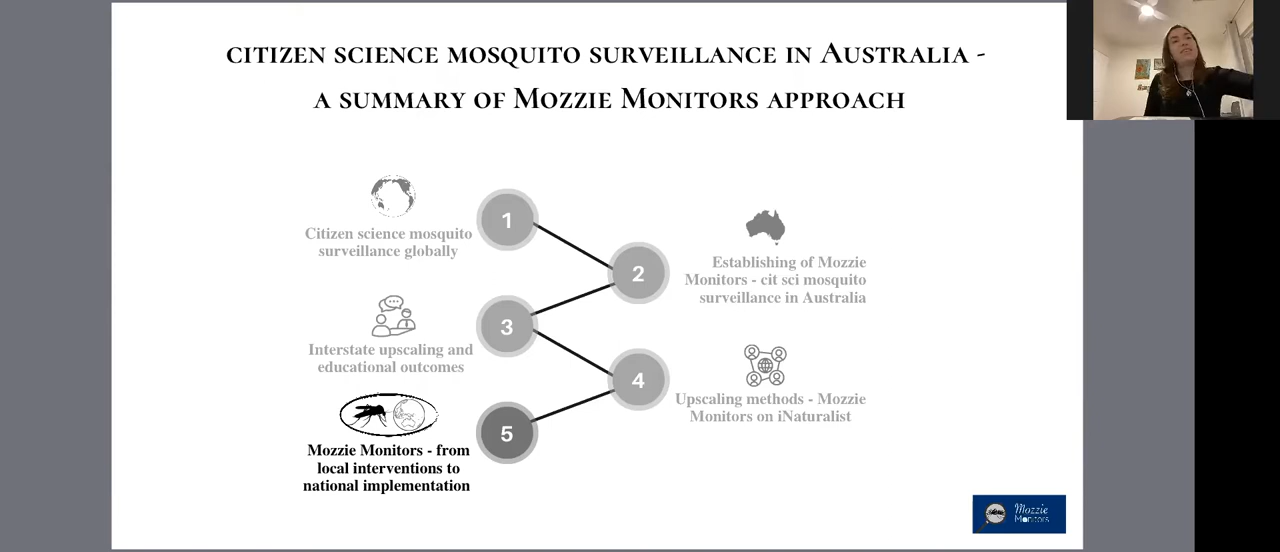 CITIZEN SCIENCE MOSQUITO SURVEILLANCE IN AUSTRALIA -
A SUMMARY OF MOZZIE MONITORS APPROACH
1
Citizen science mosquito
surveillance globally
2
Establishing of Mozzie
Monitors - cit sci mosquito
surveillance in Australia
3
Interstate upscaling and
educational outcomes
4
Upscaling methods - Mozzie
Monitors on iNaturalist
5
Mozzie Monitors - from
local interventions to
national implementation
Mozzie
Monitors